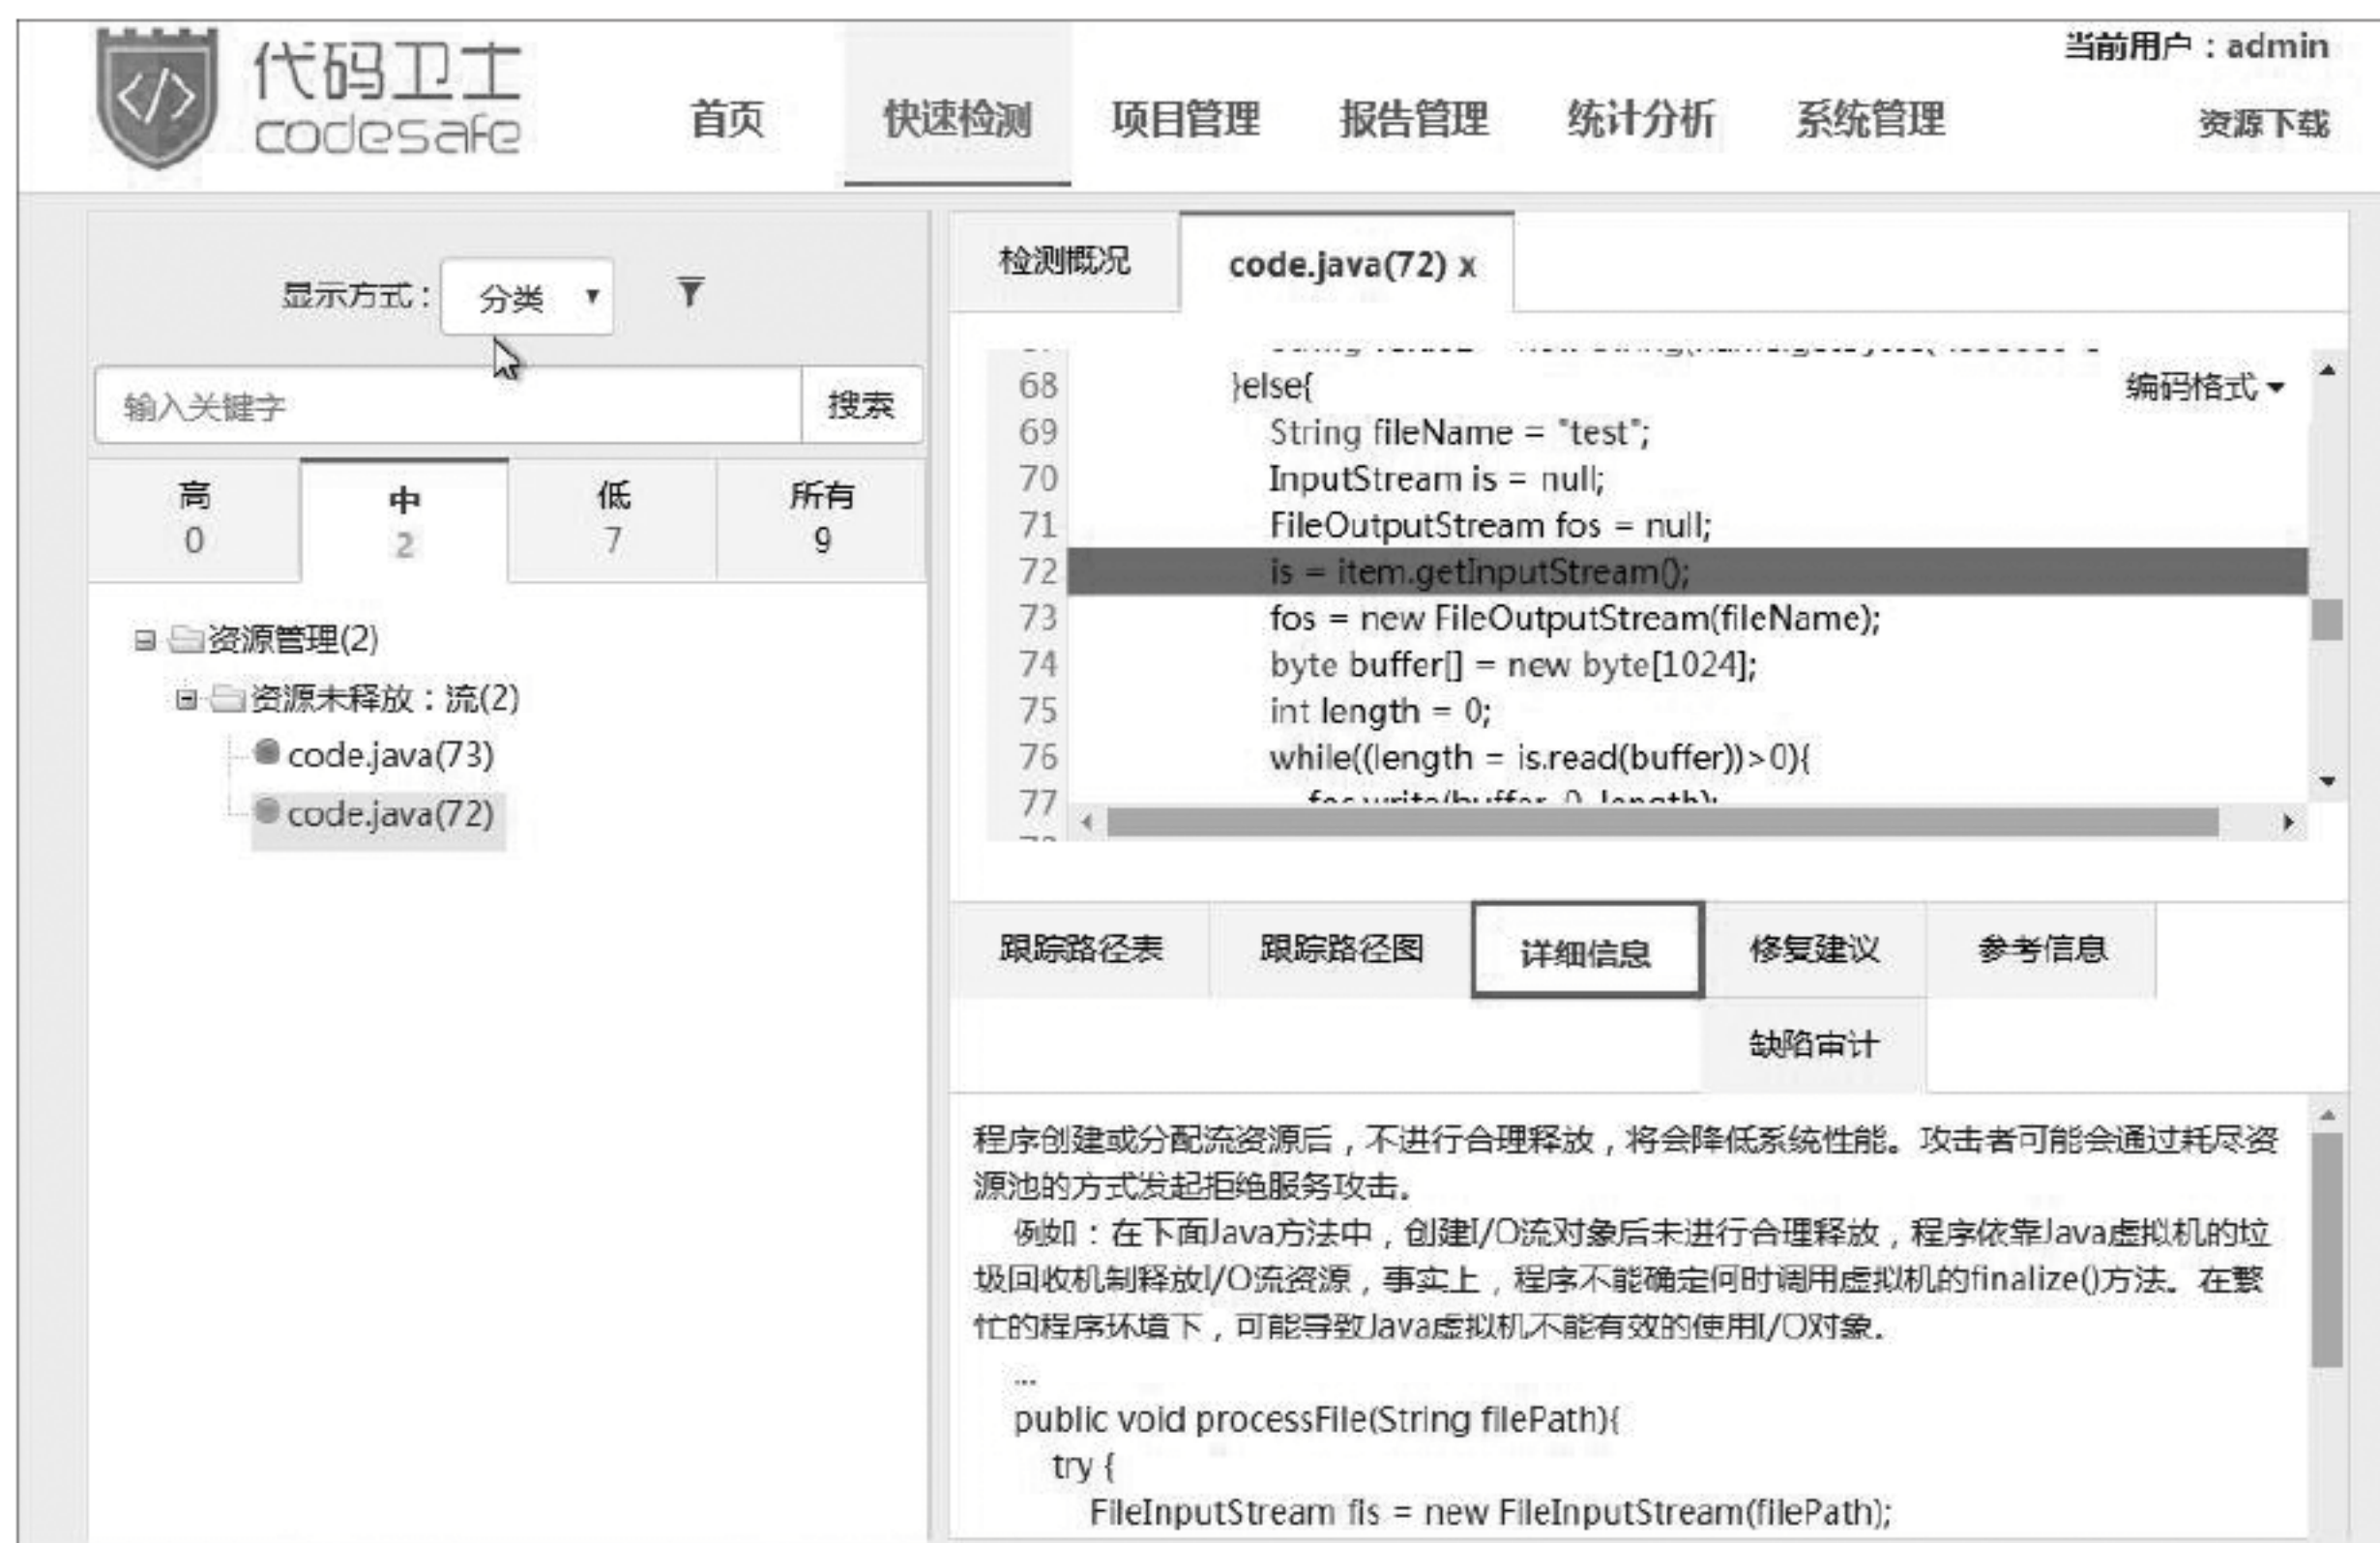 代码卫士
codesafe
首页
快速检测
项目管理
报告管理
统计分析
系统管理
当前用户：admin
资源下载
显示方式：
分类
输入关键字
搜索
高
0
中
2
低
7
所有
9
资源管理(2)
资源未释放：流(2)
code.java(73)
code.java(72)
检测概况
code.java(72) x
编码格式
68 }else{
69 String fileName = "test";
70 InputStream is = null;
71 FileOutputStream fos = null;
72 is = item.getInputStream();
73 fos = new FileOutputStream(fileName);
74 byte buffer[] = new byte[1024];
75 int length = 0;
76 while((length = is.read(buffer))>0){
77 fos.write(buffer, 0, length);
跟踪路径表
跟踪路径图
详细信息
修复建议
参考信息
缺陷审计
程序创建或分配流资源后，不进行合理释放，将会降低系统性能。攻击者可能会通过耗尽资
源池的方式发起拒绝服务攻击。
例如：在下面Java方法中，创建I/O流对象后未进行合理释放，程序依靠Java虚拟机的垃
圾回收机制释放I/O流资源，事实上，程序不能确定何时调用虚拟机的finalize()方法。在繁
忙的程序环境下，可能导致Java虚拟机不能有效的使用I/O对象。
...
public void processFile(String filePath){
try {
FileInputStream fis = new FileInputStream(filePath);